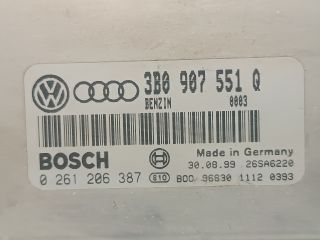 3B0 907 551 Q
BENZIN 0003
BOSCH
Made in Germany
30.08.99 26SA6220
0 261 206 387 610 BOO 96630 1112 0393